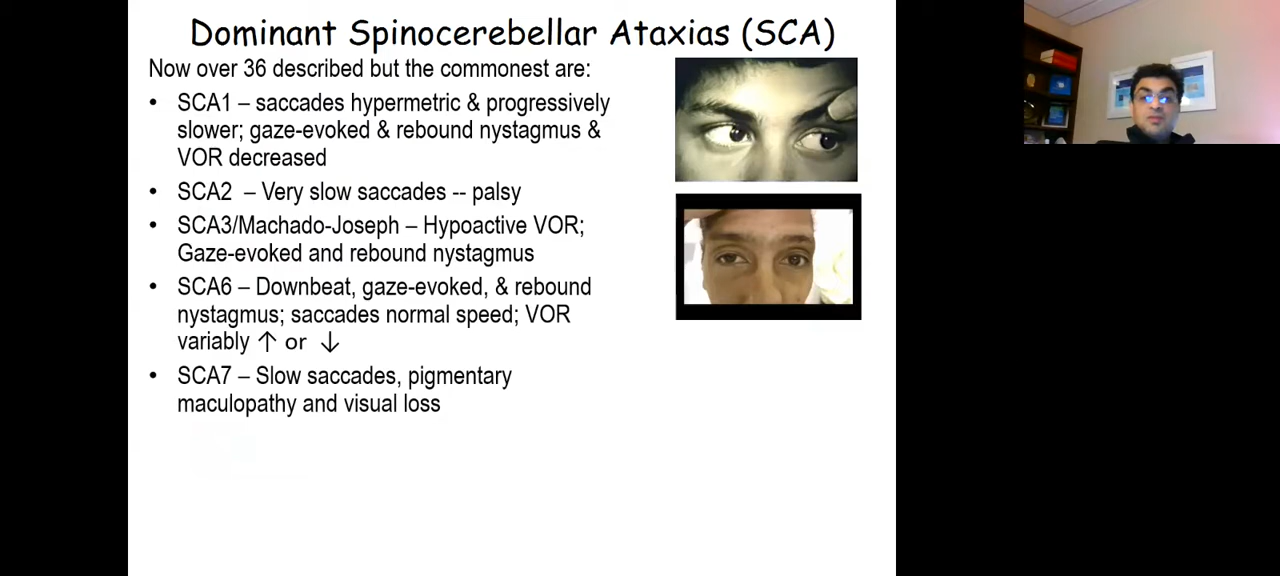 Dominant Spinocerebellar Ataxias (SCA)
Now over 36 described but the commonest are:
• SCA1 – saccades hypermetric & progressively
slower; gaze-evoked & rebound nystagmus &
VOR decreased
• SCA2 – Very slow saccades -- palsy
• SCA3/Machado-Joseph – Hypoactive VOR;
Gaze-evoked and rebound nystagmus
• SCA6 – Downbeat, gaze-evoked, & rebound
nystagmus; saccades normal speed; VOR
variably ↑ or ↓
• SCA7 – Slow saccades, pigmentary
maculopathy and visual loss